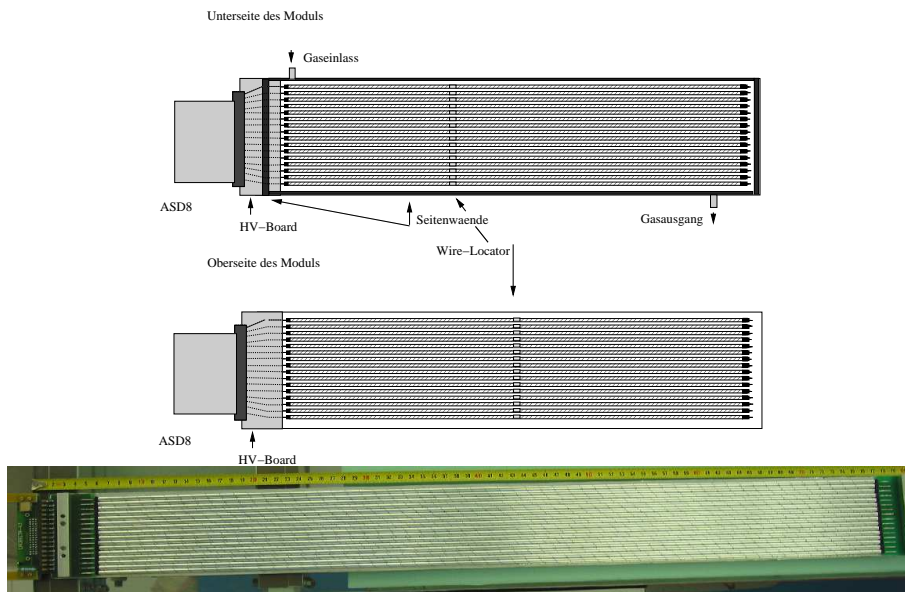 Unterseite des Moduls
Gaseinlass
ASD8
HV−Board
Seitenwaende
Gasausgang
Wire−Locator
Oberseite des Moduls
ASD8
HV−Board